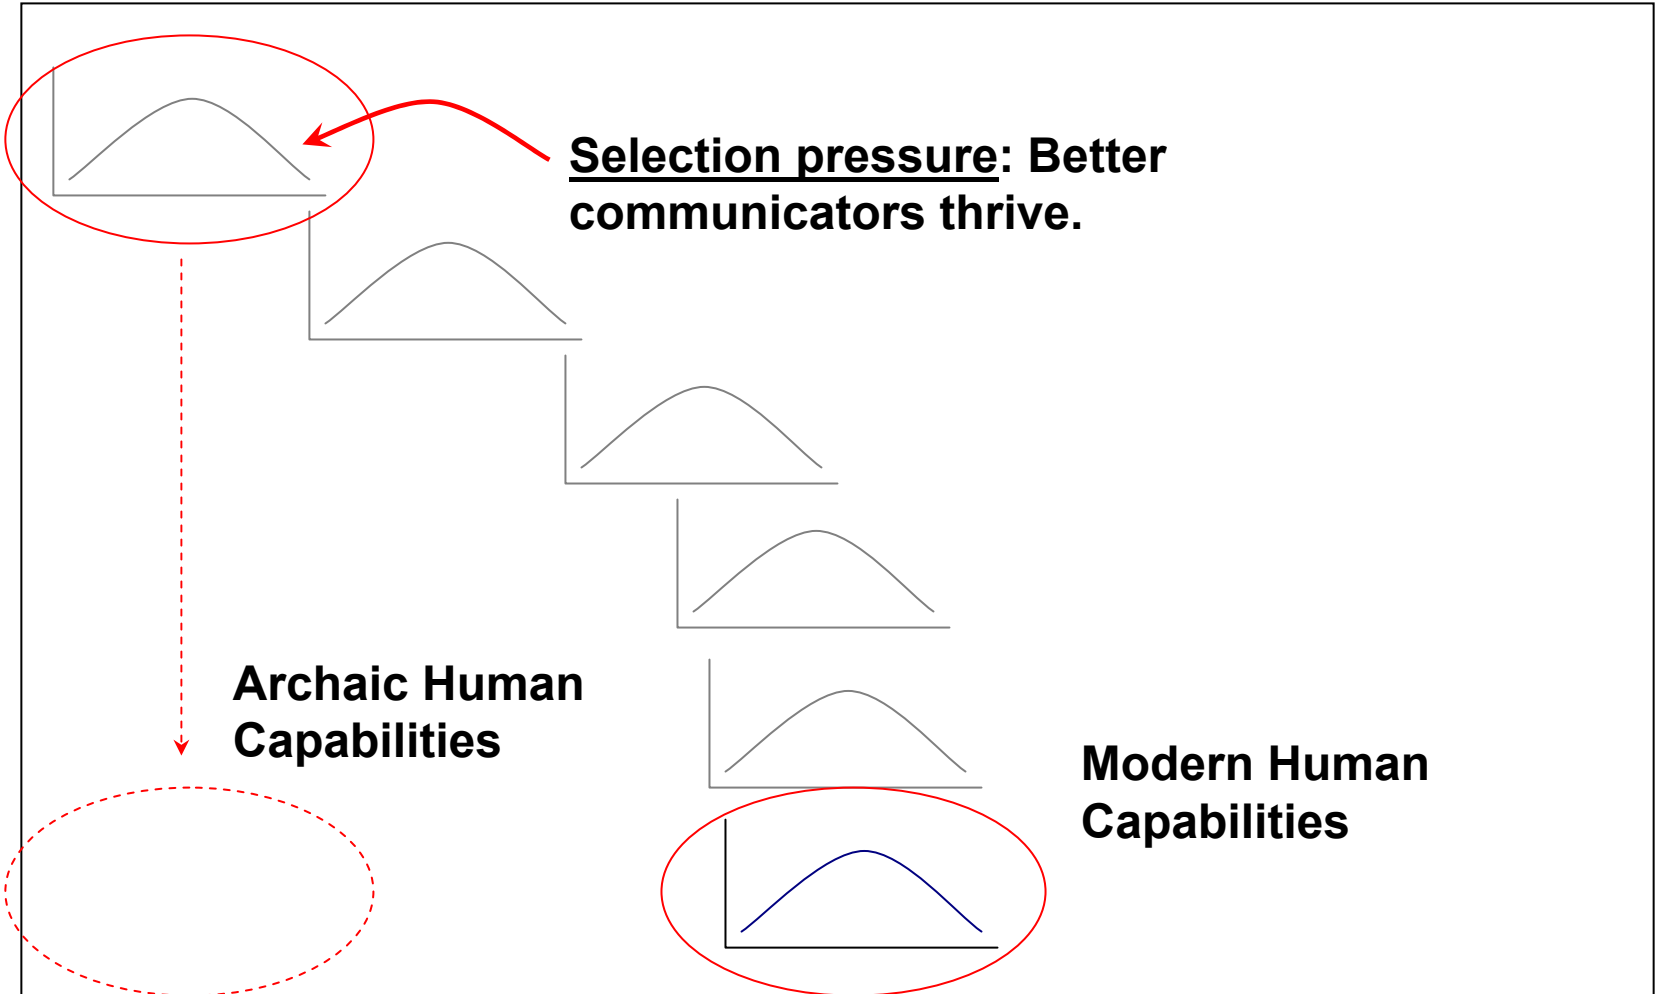 Selection pressure: Better
communicators thrive.
Archaic Human
Capabilities
Modern Human
Capabilities